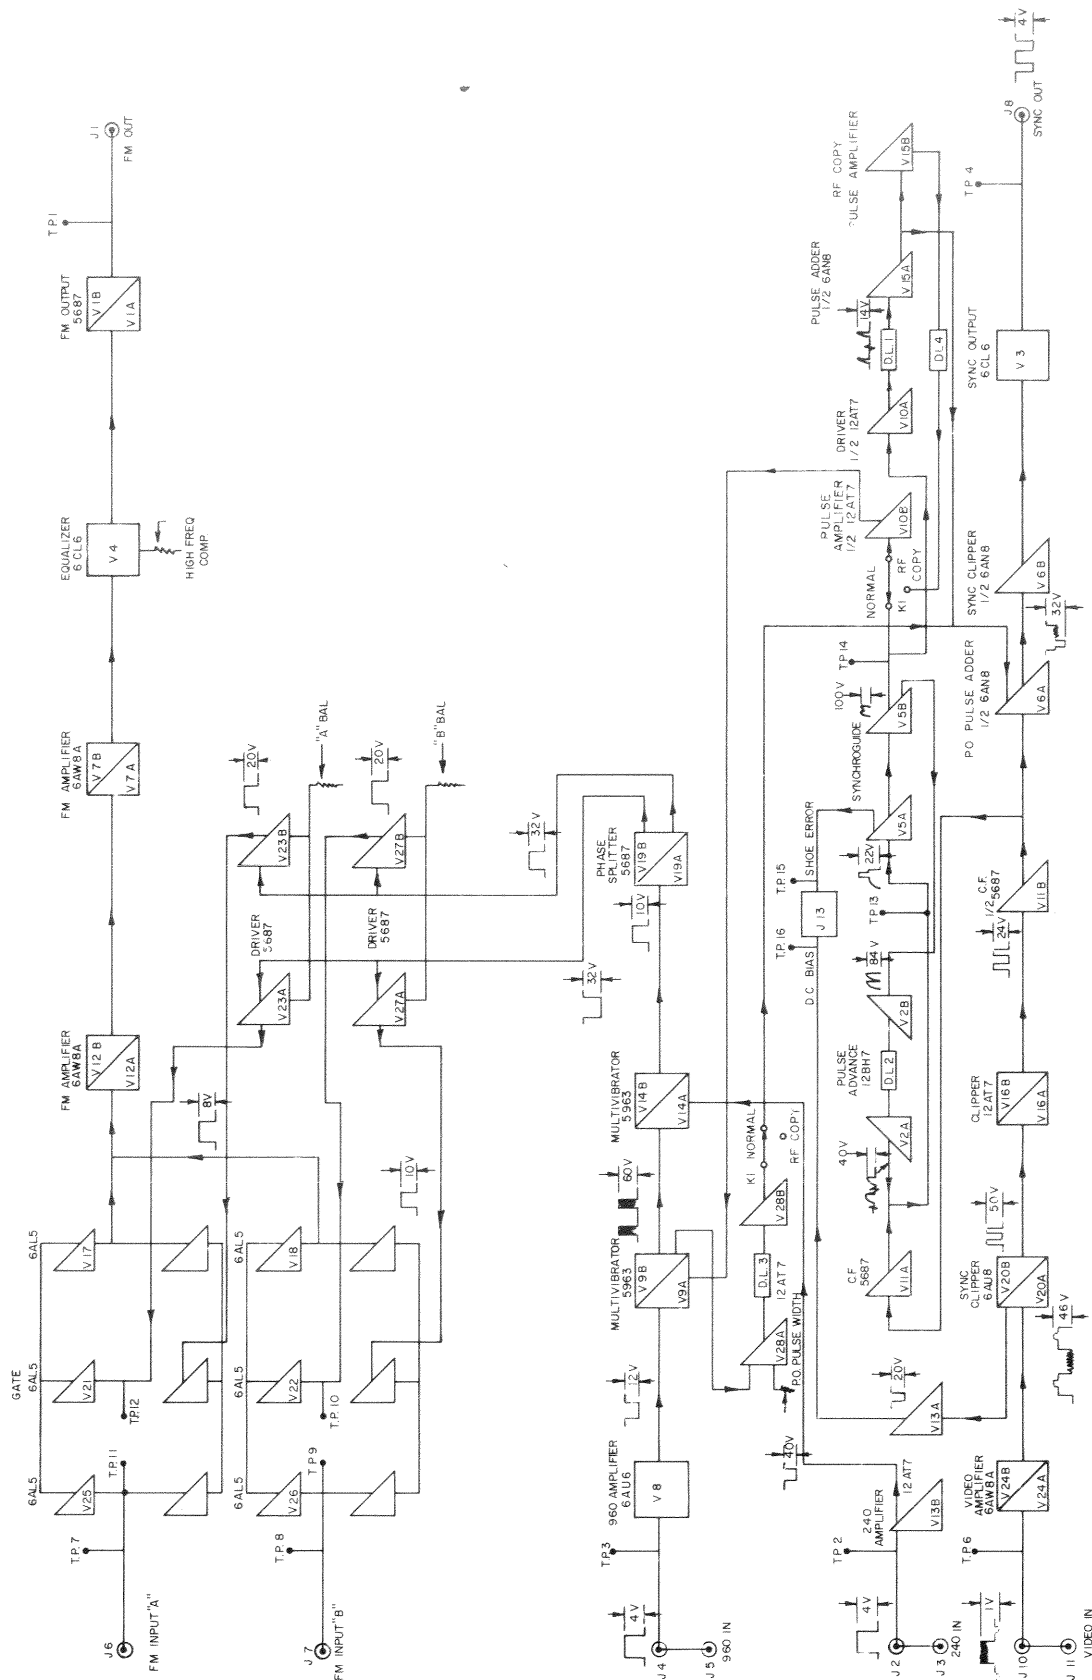 J6
FM INPUT "A"
T.P.7
T.P.11
6AL5
V25
GATE
6AL5
V21
T.P.12
6AL5
V17
8V
FM AMPLIFIER
6AW8A
V12B
V12A
FM AMPLIFIER
6AW8A
V7B
V7A
EQUALIZER
6CL6
V4
HIGH FREQ
COMP.
FM OUTPUT
5687
V1B
V1A
T.P.1
J1
FM OUT
J7
FM INPUT "B"
T.P.8
T.P.9
6AL5
V26
6AL5
V22
T.P.10
6AL5
V18
10V
DRIVER
5687
V23A
V23B
20V
"A" BAL
DRIVER
5687
V27A
V27B
20V
"B" BAL
J4
J5
960 IN
4V
T.P.3
960 AMPLIFIER
6AU6
V8
12V
MULTIVIBRATOR
5963
V9B
V9A
60V
MULTIVIBRATOR
5963
V14B
V14A
32V
10V
PHASE
SPLITTER
5687
V19B
V19A
32V
P.O. PULSE WIDTH
V28A
12AT7
D.L.3
V28B
K1 NORMAL
RF COPY
J2
J3
240 IN
4V
T.P.2
240
AMPLIFIER
12AT7
V13B
40V
V13A
20V
C.F.
5687
V11A
40V
V2A
PULSE
ADVANCE
12BH7
D.L.2
V2B
84V
T.P.13
22V
T.P.16
D.C. BIAS
J13
T.P.15
SHOE ERROR
V5A
SYNCHROGUIDE
V5B
100V
T.P.14
NORMAL
K1
RF
COPY
PULSE
AMPLIFIER
1/2 12AT7
V10B
DRIVER
1/2 12AT7
V10A
D.L.1
14V
PULSE ADDER
1/2 6AN8
V15A
DL4
RF COPY
PULSE AMPLIFIER
V15B
J10
J11
VIDEO IN
1V
T.P.6
VIDEO
AMPLIFIER
6AW8A
V24B
V24A
46V
SYNC
CLIPPER
6AU8
V20B
V20A
50V
CLIPPER
12AT7
V16B
V16A
24V
1/2 C.F.
5687
V11B
PO PULSE ADDER
1/2 6AN8
V6A
32V
SYNC CLIPPER
1/2 6AN8
V6B
SYNC OUTPUT
6CL6
V3
T.P.4
J8
SYNC OUT
4V